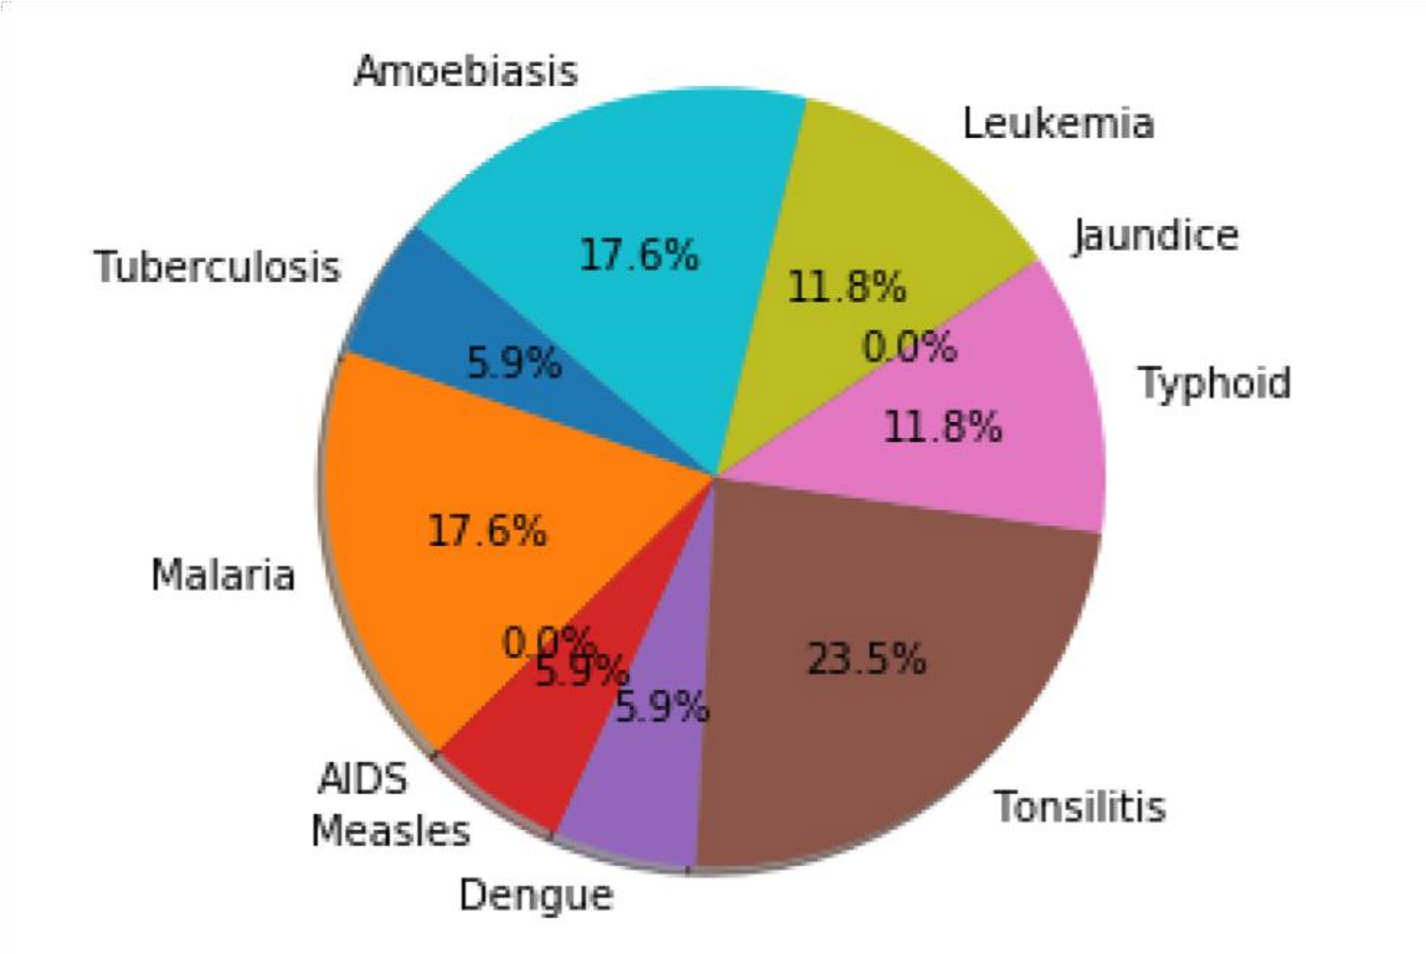 Amoebiasis
Leukemia
Jaundice
Tuberculosis
17.6%
11.8%
0.0%
5.9%
Typhoid
11.8%
17.6%
Malaria
0.0%
5.9%
5.9%
23.5%
AIDS
Measles
Tonsilitis
Dengue